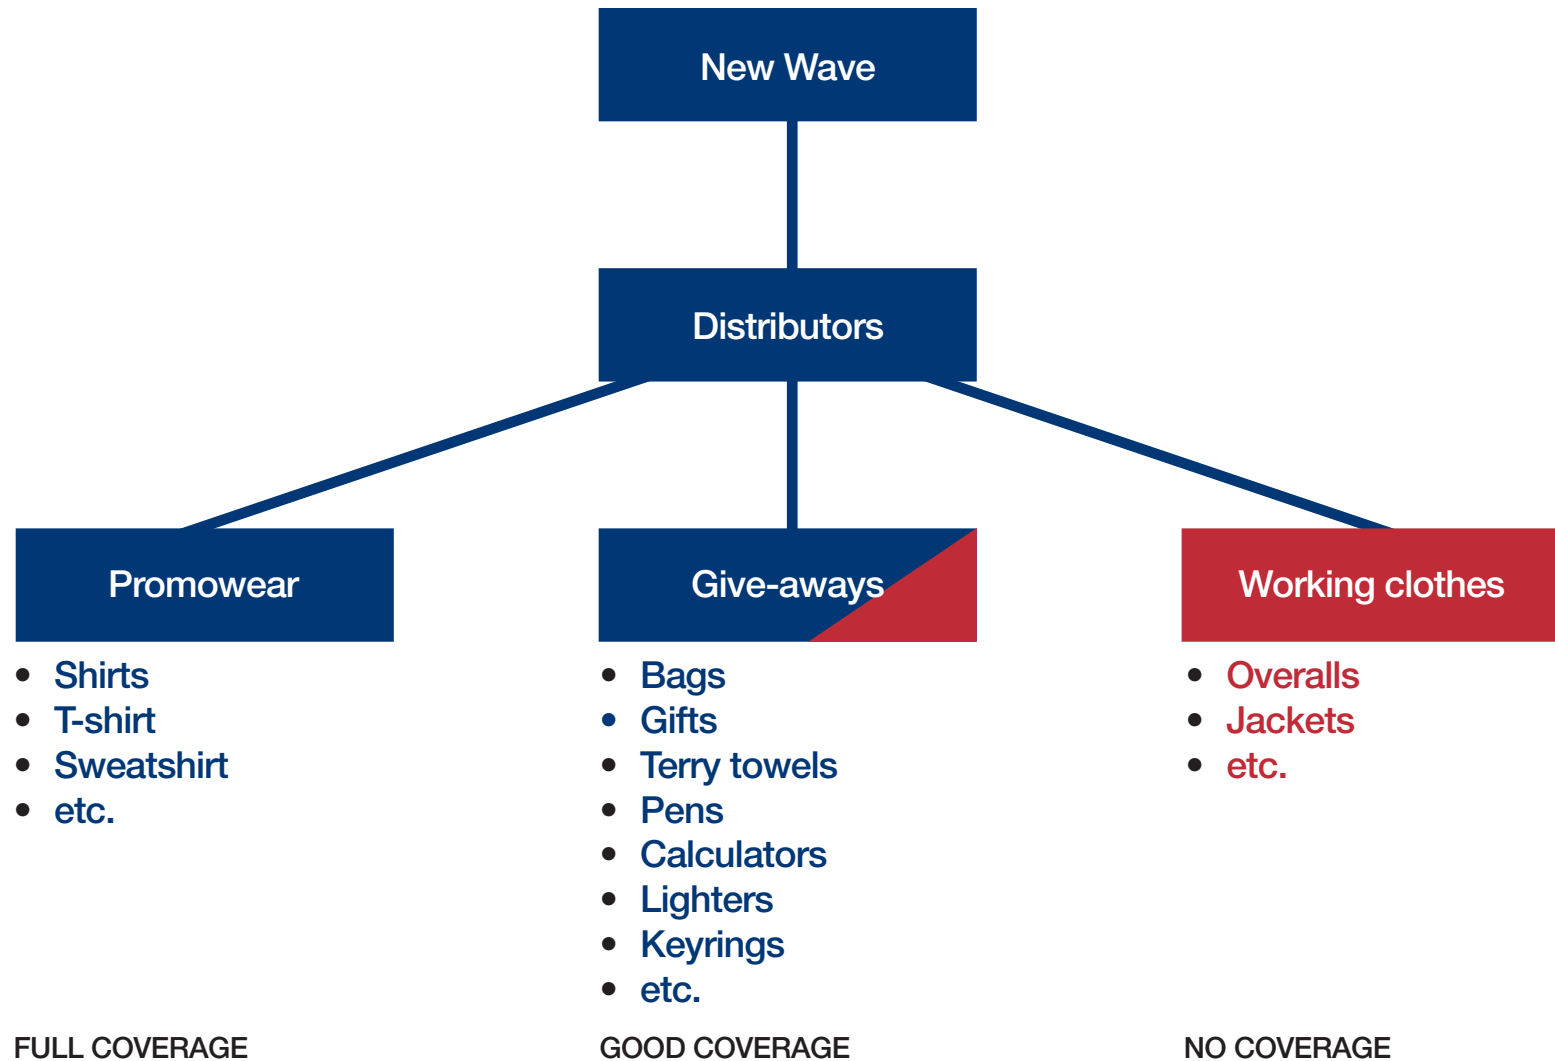 New Wave
Distributors
Promowear
• Shirts
• T-shirt
• Sweatshirt
• etc.
Give-aways
• Bags
• Gifts
• Terry towels
• Pens
• Calculators
• Lighters
• Keyrings
• etc.
Working clothes
• Overalls
• Jackets
• etc.
FULL COVERAGE
GOOD COVERAGE
NO COVERAGE